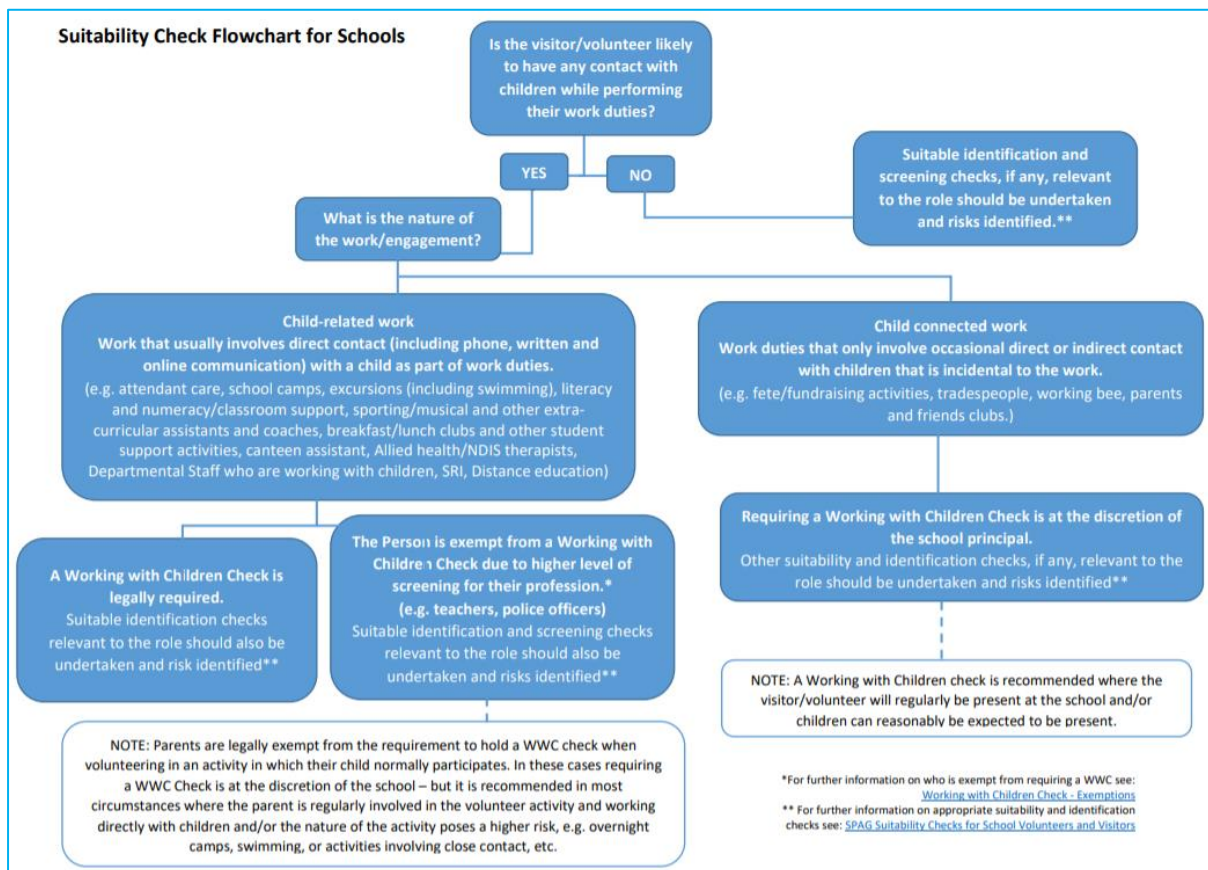 Suitability Check Flowchart for Schools
Is the visitor/volunteer likely
to have any contact with
children while performing
their work duties?
YES
NO
Suitable identification and
screening checks, if any, relevant
to the role should be undertaken
and risks identified.**
What is the nature of
the work/engagement?
Child-related work
Work that usually involves direct contact (including phone, written and
online communication) with a child as part of work duties.
(e.g. attendant care, school camps, excursions (including swimming), literacy
and numeracy/classroom support, sporting/musical and other extra-
curricular assistants and coaches, breakfast/lunch clubs and other student
support activities, canteen assistant, Allied health/NDIS therapists,
Departmental Staff who are working with children, SRI, Distance education)
Child connected work
Work duties that only involve occasional direct or indirect contact
with children that is incidental to the work.
(e.g. fete/fundraising activities, tradespeople, working bee, parents
and friends clubs.)
A Working with Children Check is
legally required.
Suitable identification checks
relevant to the role should also be
undertaken and risk identified**
The Person is exempt from a Working with
Children Check due to higher level of
screening for their profession.*
(e.g. teachers, police officers)
Suitable identification and screening checks
relevant to the role should also be
undertaken and risks identified**
Requiring a Working with Children Check is at the discretion of
the school principal.
Other suitability and identification checks, if any, relevant to the
role should be undertaken and risks identified**
NOTE: A Working with Children check is recommended where the
visitor/volunteer will regularly be present at the school and/or
children can reasonably be expected to be present.
NOTE: Parents are legally exempt from the requirement to hold a WWC check when
volunteering in an activity in which their child normally participates. In these cases requiring
a WWC Check is at the discretion of the school – but it is recommended in most
circumstances where the parent is regularly involved in the volunteer activity and working
directly with children and/or the nature of the activity poses a higher risk, e.g. overnight
camps, swimming, or activities involving close contact, etc.
*For further information on who is exempt from requiring a WWC see:
Working with Children Check - Exemptions
** For further information on appropriate suitability and identification
checks see: SPAG Suitability Checks for School Volunteers and Visitors